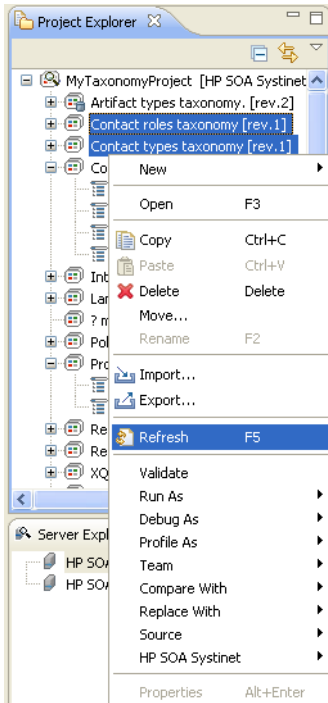 Project Explorer
MyTaxonomyProject [HP SOA Systinet
Artifact types taxonomy. [rev.2]
Contact roles taxonomy [rev.1]
Contact types taxonomy [rev.1]
Co
New
Open F3
Copy Ctrl+C
Int
Paste Ctrl+V
Lar
Delete Delete
? m
Move...
Pol
Rename F2
Pro
Import...
Export...
Re
Refresh F5
Re
XQ
Validate
Run As
Debug As
Server Expl
Profile As
HP SOA
Team
HP SOA
Compare With
Replace With
Source
HP SOA Systinet
Properties Alt+Enter